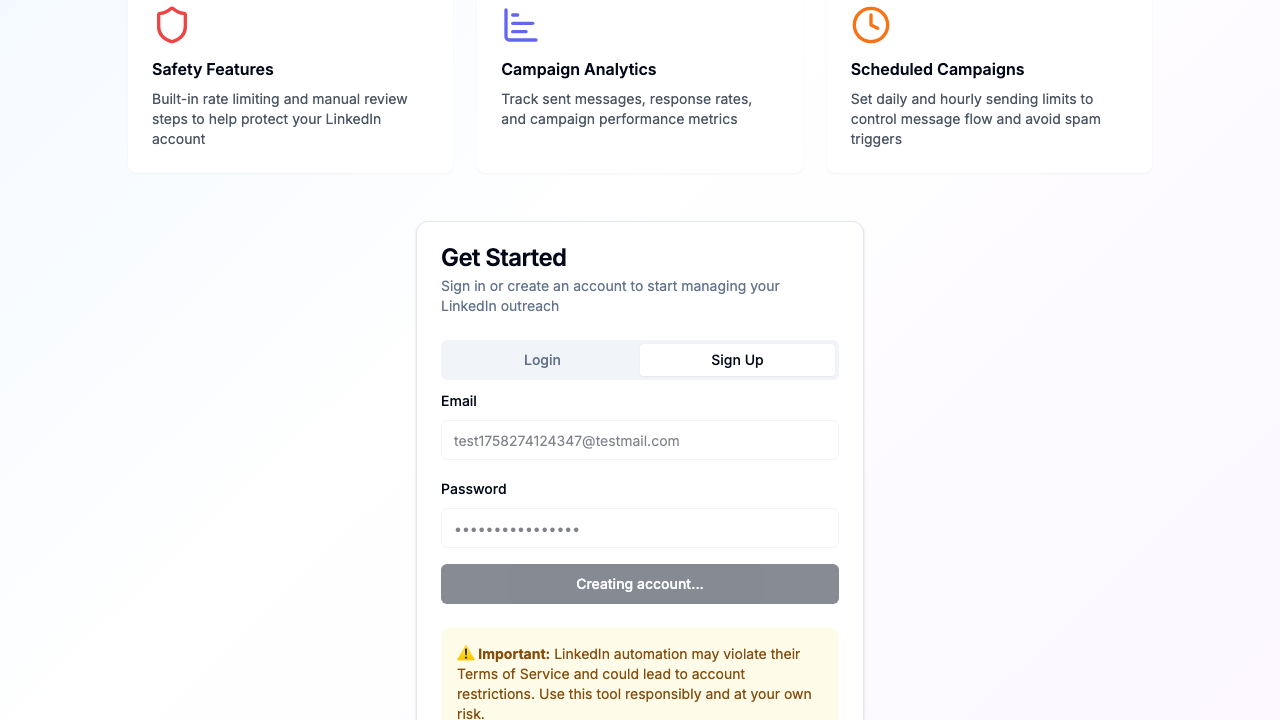 Safety Features
Built-in rate limiting and manual review
steps to help protect your LinkedIn
account
Campaign Analytics
Track sent messages, response rates,
and campaign performance metrics
Scheduled Campaigns
Set daily and hourly sending limits to
control message flow and avoid spam
triggers
Get Started
Sign in or create an account to start managing your
LinkedIn outreach
Login
Sign Up
Email
test1758274124347@testmail.com
Password
••••••••••••••••
Creating account...
⚠️ Important: LinkedIn automation may violate their
Terms of Service and could lead to account
restrictions. Use this tool responsibly and at your own
risk.